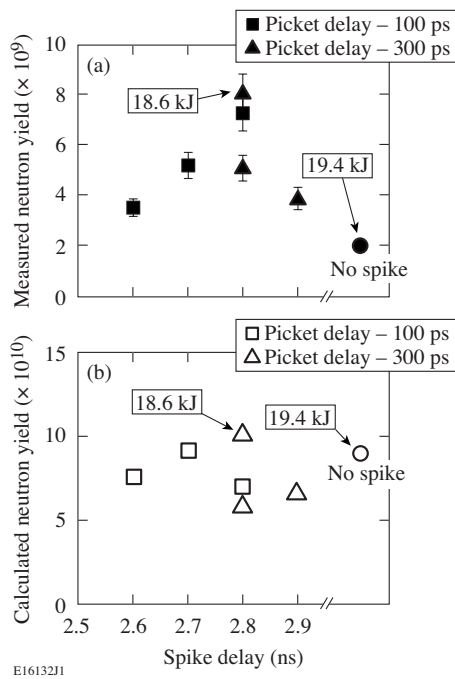 Picket delay – 100 ps
Picket delay – 300 ps
Measured neutron yield (× 10⁹)
10
8
6
4
2
0
(a)
18.6 kJ
19.4 kJ
No spike
Picket delay – 100 ps
Picket delay – 300 ps
Calculated neutron yield (× 10¹⁰)
15
10
5
0
(b)
18.6 kJ
19.4 kJ
No spike
2.5 2.6 2.7 2.8 2.9
Spike delay (ns)
E16132J1